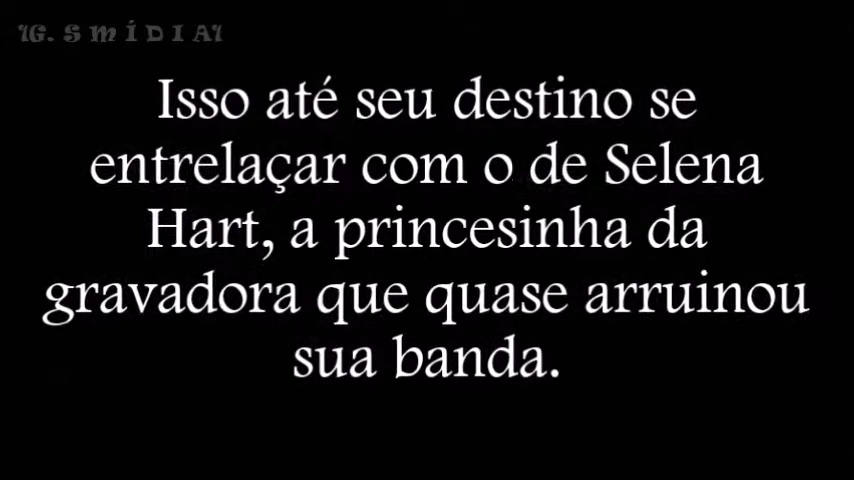 G. S M Í D I A
Isso até seu destino se
entrelaçar com o de Selena
Hart, a princesinha da
gravadora que quase arruinou
sua banda.